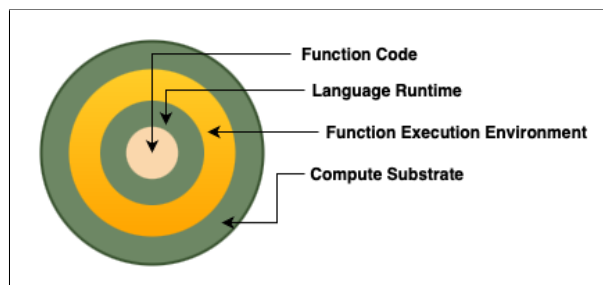 Function Code
Language Runtime
Function Execution Environment
Compute Substrate